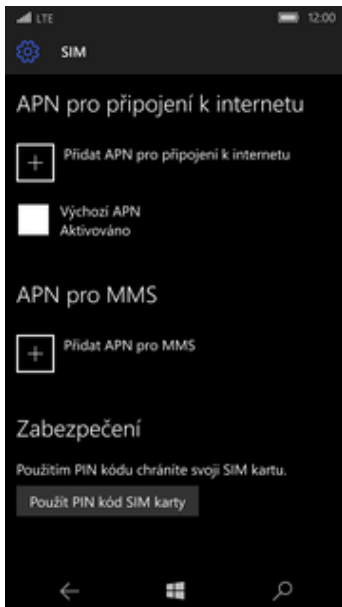 LTE
12:00
SIM
APN pro připojení k internetu
Přidat APN pro připojení k internetu
Výchozí APN
Aktivováno
APN pro MMS
Přidat APN pro MMS
Zabezpečení
Použitím PIN kódu chráníte svoji SIM kartu.
Použít PIN kód SIM karty